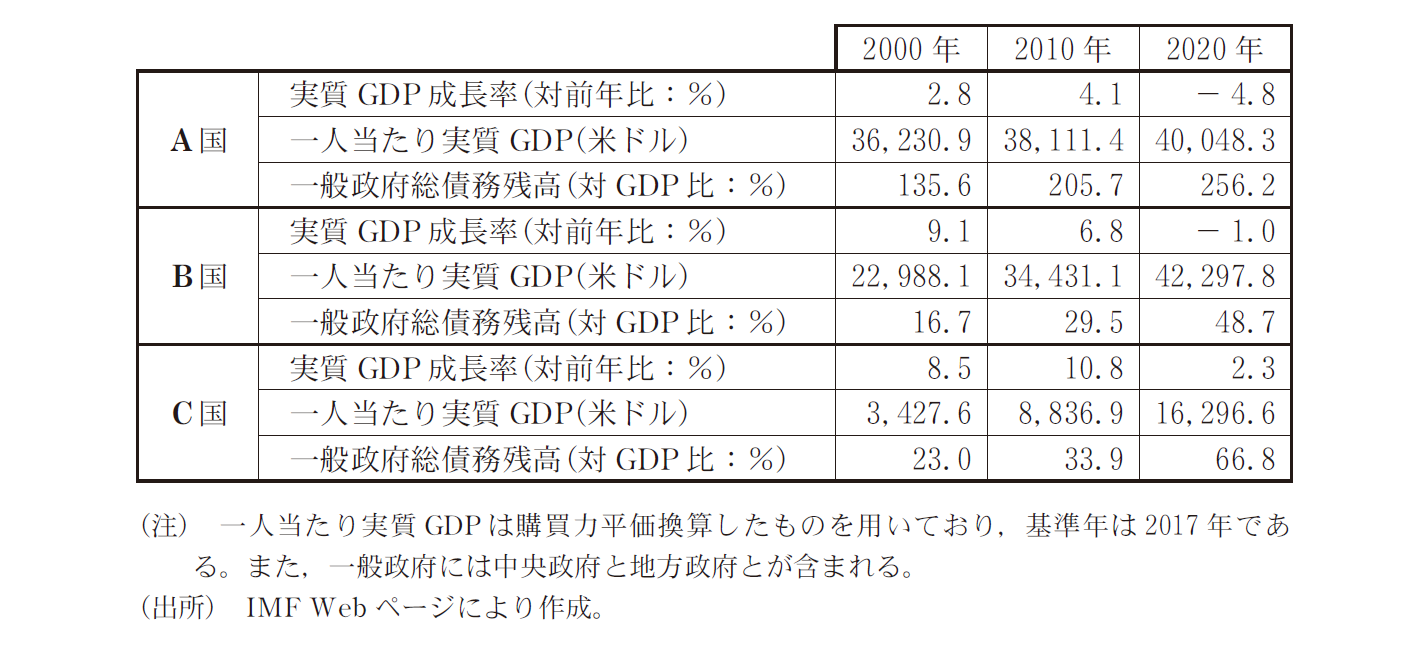 2000 年 2010 年 2020 年
A 国
実質 GDP 成長率(対前年比：％) 2.8 4.1 － 4.8
一人当たり実質 GDP(米ドル) 36,230.9 38,111.4 40,048.3
一般政府総債務残高(対 GDP 比：％) 135.6 205.7 256.2
B 国
実質 GDP 成長率(対前年比：％) 9.1 6.8 － 1.0
一人当たり実質 GDP(米ドル) 22,988.1 34,431.1 42,297.8
一般政府総債務残高(対 GDP 比：％) 16.7 29.5 48.7
C 国
実質 GDP 成長率(対前年比：％) 8.5 10.8 2.3
一人当たり実質 GDP(米ドル) 3,427.6 8,836.9 16,296.6
一般政府総債務残高(対 GDP 比：％) 23.0 33.9 66.8
(注)　一人当たり実質 GDP は購買力平価換算したものを用いており，基準年は 2017 年であ
る。また，一般政府には中央政府と地方政府とが含まれる。
(出所)　IMF Web ページにより作成。